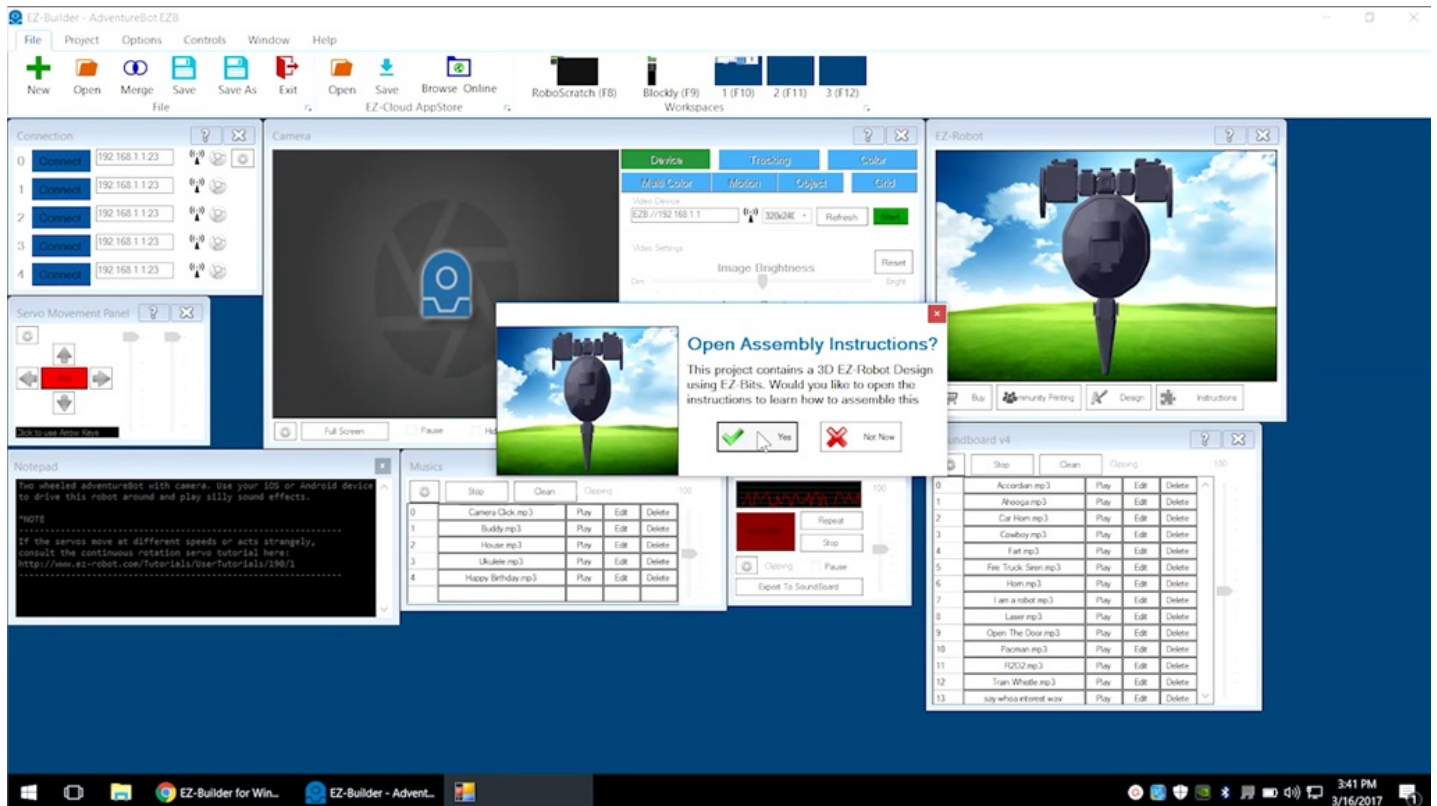 EZ-Builder - AdventureBot.EZB
File Project Options Controls Window Help
New Open Merge Save Save As Exit Open Save Browse Online RoboScratch (F8) Blockly (F9) 1 (F10) 2 (F11) 3 (F12)
File EZ-Cloud AppStore Workspaces
Connection
0 Connect 192.168.1.1:23
1 Connect 192.168.1.1:23
2 Connect 192.168.1.1:23
3 Connect 192.168.1.1:23
4 Connect 192.168.1.1:23
Camera
Device Tracking Color
Multi Color Motion Object Grid
Video Device
EZB://192.168.1.1 Refresh Start
Video Settings
Image Brightness Reset
Dim Bright
Full Screen Pause
EZ-Robot
Buy Community Printing Design Instructions
Servo Movement Panel
Stop
Click to use Arrow Keys
Open Assembly Instructions?
This project contains a 3D EZ-Robot Design
using EZ-Bits. Would you like to open the
instructions to learn how to assemble this
Yes Not Now
Notepad
Two wheeled adventureBot with camera. Use your iOS or Android device
to drive this robot around and play silly sound effects.
*NOTE
If the servos move at different speeds or acts strangely,
consult the continuous rotation servo tutorial here:
http://www.ez-robot.com/Tutorials/UserTutorials/190/1
Musics
Stop Clean Clipping 100
0 Camera Click.mp3 Play Edit Delete
1 Buddy.mp3 Play Edit Delete
2 House.mp3 Play Edit Delete
3 Ukulele.mp3 Play Edit Delete
4 Happy Birthday.mp3 Play Edit Delete
100
Repeat
Stop
Clipping Pause
Export To SoundBoard
undboard v4
Stop Clean Clipping 100
0 Accordian.mp3 Play Edit Delete
1 Ahooga.mp3 Play Edit Delete
2 Car Horn.mp3 Play Edit Delete
3 Cowboy.mp3 Play Edit Delete
4 Fart.mp3 Play Edit Delete
5 Fire Truck Siren.mp3 Play Edit Delete
6 Horn.mp3 Play Edit Delete
7 I am a robot.mp3 Play Edit Delete
8 Laser.mp3 Play Edit Delete
9 Open The Door.mp3 Play Edit Delete
10 Pacman.mp3 Play Edit Delete
11 R2D2.mp3 Play Edit Delete
12 Train Whistle.mp3 Play Edit Delete
13 say whoa interest.wav Play Edit Delete
EZ-Builder for Win... EZ-Builder - Advent... 3:41 PM
3/16/2017